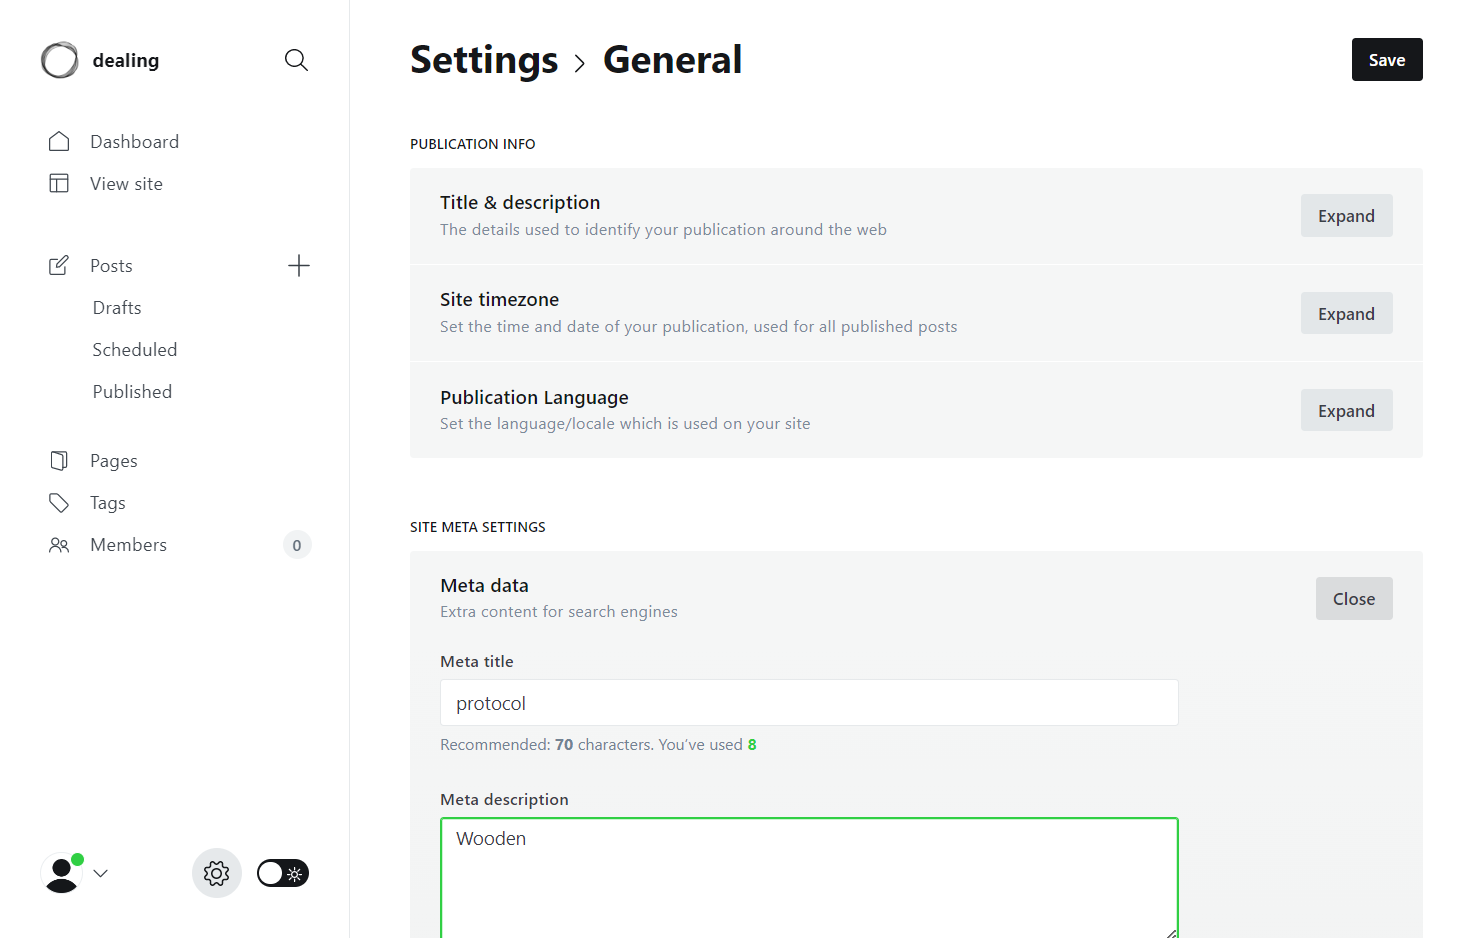 dealing
Dashboard
View site
Posts
Drafts
Scheduled
Published
Pages
Tags
Members
0
Settings > General
Save
PUBLICATION INFO
Title & description
The details used to identify your publication around the web
Expand
Site timezone
Set the time and date of your publication, used for all published posts
Expand
Publication Language
Set the language/locale which is used on your site
Expand
SITE META SETTINGS
Meta data
Extra content for search engines
Close
Meta title
protocol
Recommended: 70 characters. You’ve used 8
Meta description
Wooden